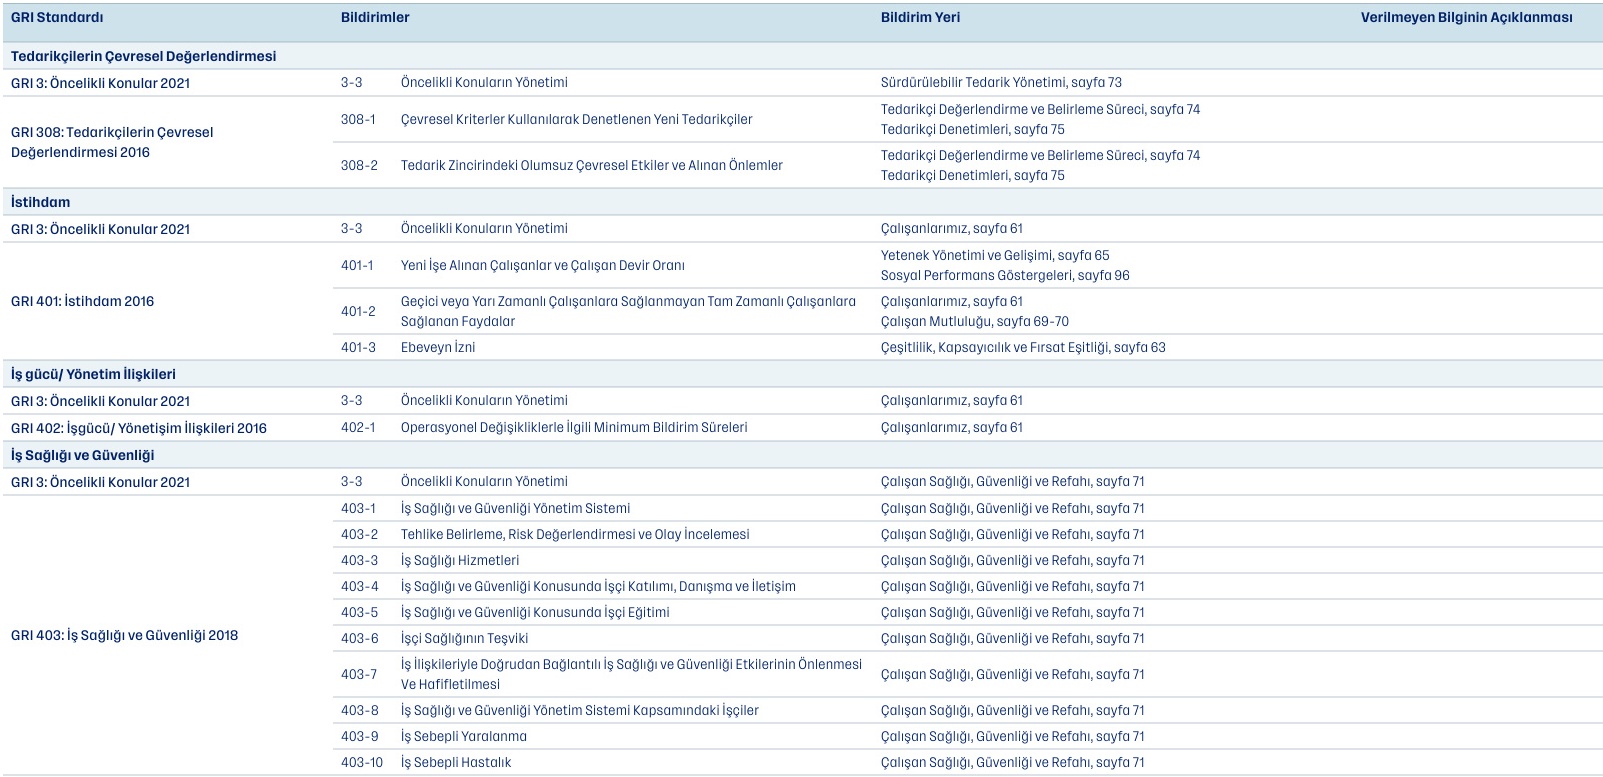 GRI Standardı Bildirimler Bildirim Yeri Verilmeyen Bilginin Açıklanması
Tedarikçilerin Çevresel Değerlendirmesi
GRI 3: Öncelikli Konular 2021 3-3 Öncelikli Konuların Yönetimi Sürdürülebilir Tedarik Yönetimi, sayfa 73
GRI 308: Tedarikçilerin Çevresel
Değerlendirmesi 2016
308-1 Çevresel Kriterler Kullanılarak Denetlenen Yeni Tedarikçiler
Tedarikçi Değerlendirme ve Belirleme Süreci, sayfa 74
Tedarikçi Denetimleri, sayfa 75
308-2 Tedarik Zincirindeki Olumsuz Çevresel Etkiler ve Alınan Önlemler
Tedarikçi Değerlendirme ve Belirleme Süreci, sayfa 74
Tedarikçi Denetimleri, sayfa 75
İstihdam
GRI 3: Öncelikli Konular 2021 3-3 Öncelikli Konuların Yönetimi Çalışanlarımız, sayfa 61
GRI 401: İstihdam 2016
401-1 Yeni İşe Alınan Çalışanlar ve Çalışan Devir Oranı
Yetenek Yönetimi ve Gelişimi, sayfa 65
Sosyal Performans Göstergeleri, sayfa 96
401-2
Geçici veya Yarı Zamanlı Çalışanlara Sağlanmayan Tam Zamanlı Çalışanlara
Sağlanan Faydalar
Çalışanlarımız, sayfa 61
Çalışan Mutluluğu, sayfa 69-70
401-3 Ebeveyn İzni Çeşitlilik, Kapsayıcılık ve Fırsat Eşitliği, sayfa 63
İş gücü/ Yönetim İlişkileri
GRI 3: Öncelikli Konular 2021 3-3 Öncelikli Konuların Yönetimi Çalışanlarımız, sayfa 61
GRI 402: İşgücü/ Yönetişim İlişkileri 2016 402-1 Operasyonel Değişikliklerle İlgili Minimum Bildirim Süreleri Çalışanlarımız, sayfa 61
İş Sağlığı ve Güvenliği
GRI 3: Öncelikli Konular 2021 3-3 Öncelikli Konuların Yönetimi Çalışan Sağlığı, Güvenliği ve Refahı, sayfa 71
GRI 403: İş Sağlığı ve Güvenliği 2018
403-1 İş Sağlığı ve Güvenliği Yönetim Sistemi Çalışan Sağlığı, Güvenliği ve Refahı, sayfa 71
403-2 Tehlike Belirleme, Risk Değerlendirmesi ve Olay İncelemesi Çalışan Sağlığı, Güvenliği ve Refahı, sayfa 71
403-3 İş Sağlığı Hizmetleri Çalışan Sağlığı, Güvenliği ve Refahı, sayfa 71
403-4 İş Sağlığı ve Güvenliği Konusunda İşçi Katılımı, Danışma ve İletişim Çalışan Sağlığı, Güvenliği ve Refahı, sayfa 71
403-5 İş Sağlığı ve Güvenliği Konusunda İşçi Eğitimi Çalışan Sağlığı, Güvenliği ve Refahı, sayfa 71
403-6 İşçi Sağlığının Teşviki Çalışan Sağlığı, Güvenliği ve Refahı, sayfa 71
403-7
İş İlişkileriyle Doğrudan Bağlantılı İş Sağlığı ve Güvenliği Etkilerinin Önlenmesi
Ve Hafifletilmesi
Çalışan Sağlığı, Güvenliği ve Refahı, sayfa 71
403-8 İş Sağlığı ve Güvenliği Yönetim Sistemi Kapsamındaki İşçiler Çalışan Sağlığı, Güvenliği ve Refahı, sayfa 71
403-9 İş Sebepli Yaralanma Çalışan Sağlığı, Güvenliği ve Refahı, sayfa 71
403-10 İş Sebepli Hastalık Çalışan Sağlığı, Güvenliği ve Refahı, sayfa 71